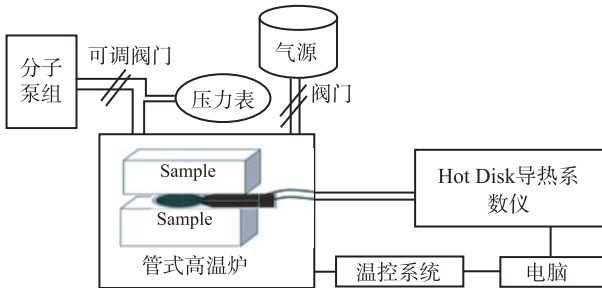 分子
泵组
可调阀门
压力表
气源
阀门
Sample
Sample
管式高温炉
Hot Disk导热系
数仪
温控系统
电脑